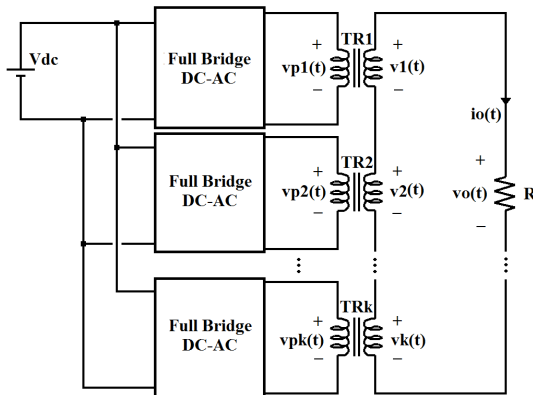 Vdc
Full Bridge
DC-AC
+
vp1(t)
−
TR1
+
v1(t)
−
io(t)
Full Bridge
DC-AC
+
vp2(t)
−
TR2
+
v2(t)
−
+
vo(t)
−
R
Full Bridge
DC-AC
+
vpk(t)
−
TRk
+
vk(t)
−